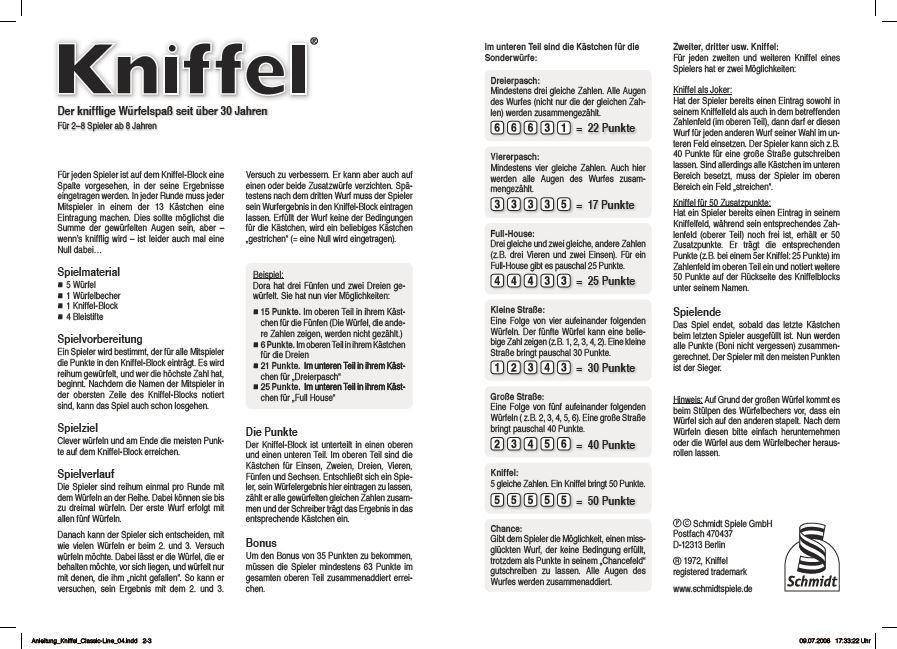 Kniffel®
Der knifflige Würfelspaß seit über 30 Jahren
Für 2–8 Spieler ab 8 Jahren
Für jeden Spieler ist auf dem Kniffel-Block eine
Spalte vorgesehen, in der seine Ergebnisse
eingetragen werden. In jeder Runde muss jeder
Mitspieler in einem der 13 Kästchen eine
Eintragung machen. Dies sollte möglichst die
Summe der gewürfelten Augen sein, aber –
wenn's knifflig wird – ist leider auch mal eine
Null dabei…
Spielmaterial
■ 5 Würfel
■ 1 Würfelbecher
■ 1 Kniffel-Block
■ 4 Bleistifte
Spielvorbereitung
Ein Spieler wird bestimmt, der für alle Mitspieler
die Punkte in den Kniffel-Block einträgt. Es wird
reihum gewürfelt, und wer die höchste Zahl hat,
beginnt. Nachdem die Namen der Mitspieler in
der obersten Zeile des Kniffel-Blocks notiert
sind, kann das Spiel auch schon losgehen.
Spielziel
Clever würfeln und am Ende die meisten Punk-
te auf dem Kniffel-Block erreichen.
Spielverlauf
Die Spieler sind reihum einmal pro Runde mit
dem Würfeln an der Reihe. Dabei können sie bis
zu dreimal würfeln. Der erste Wurf erfolgt mit
allen fünf Würfeln.
Danach kann der Spieler sich entscheiden, mit
wie vielen Würfeln er beim 2. und 3. Versuch
würfeln möchte. Dabei lässt er die Würfel, die er
behalten möchte, vor sich liegen, und würfelt nur
mit denen, die ihm „nicht gefallen". So kann er
versuchen, sein Ergebnis mit dem 2. und 3.
Versuch zu verbessern. Er kann aber auch auf
einen oder beide Zusatzwürfe verzichten. Spä-
testens nach dem dritten Wurf muss der Spieler
sein Wurfergebnis in den Kniffel-Block eintragen
lassen. Erfüllt der Wurf keine der Bedingungen
für die Kästchen, wird ein beliebiges Kästchen
„gestrichen" (= eine Null wird eingetragen).
Beispiel:
Dora hat drei Fünfen und zwei Dreien ge-
würfelt. Sie hat nun vier Möglichkeiten:
■ 15 Punkte. Im oberen Teil in ihrem Käst-
chen für die Fünfen (Die Würfel, die ande-
re Zahlen zeigen, werden nicht gezählt.)
■ 6 Punkte. Im oberen Teil in ihrem Kästchen
für die Dreien
■ 21 Punkte. Im unteren Teil in ihrem Käst-
chen für „Dreierpasch"
■ 25 Punkte. Im unteren Teil in ihrem Käst-
chen für „Full House"
Die Punkte
Der Kniffel-Block ist unterteilt in einen oberen
und einen unteren Teil. Im oberen Teil sind die
Kästchen für Einsen, Zweien, Dreien, Vieren,
Fünfen und Sechsen. Entschließt sich ein Spie-
ler, sein Würfelergebnis hier eintragen zu lassen,
zählt er alle gewürfelten gleichen Zahlen zusam-
men und der Schreiber trägt das Ergebnis in das
entsprechende Kästchen ein.
Bonus
Um den Bonus von 35 Punkten zu bekommen,
müssen die Spieler mindestens 63 Punkte im
gesamten oberen Teil zusammenaddiert errei-
chen.
Im unteren Teil sind die Kästchen für die
Sonderwürfe:
Dreierpasch:
Mindestens drei gleiche Zahlen. Alle Augen
des Wurfes (nicht nur die der gleichen Zah-
len) werden zusammengezählt.
6 6 6 3 1 = 22 Punkte
Viererpasch:
Mindestens vier gleiche Zahlen. Auch hier
werden alle Augen des Wurfes zusam-
mengezählt.
3 3 3 3 5 = 17 Punkte
Full-House:
Drei gleiche und zwei gleiche, andere Zahlen
(z.B. drei Vieren und zwei Einsen). Für ein
Full-House gibt es pauschal 25 Punkte.
4 4 4 3 3 = 25 Punkte
Kleine Straße:
Eine Folge von vier aufeinander folgenden
Würfeln. Der fünfte Würfel kann eine belie-
bige Zahl zeigen (z.B. 1, 2, 3, 4, 2). Eine kleine
Straße bringt pauschal 30 Punkte.
1 2 3 4 3 = 30 Punkte
Große Straße:
Eine Folge von fünf aufeinander folgenden
Würfeln ( z.B. 2, 3, 4, 5, 6). Eine große Straße
bringt pauschal 40 Punkte.
2 3 4 5 6 = 40 Punkte
Kniffel:
5 gleiche Zahlen. Ein Kniffel bringt 50 Punkte.
5 5 5 5 5 = 50 Punkte
Chance:
Gibt dem Spieler die Möglichkeit, einen miss-
glückten Wurf, der keine Bedingung erfüllt,
trotzdem als Punkte in seinem „Chancefeld"
gutschreiben zu lassen. Alle Augen des
Wurfes werden zusammenaddiert.
Zweiter, dritter usw. Kniffel:
Für jeden zweiten und weiteren Kniffel eines
Spielers hat er zwei Möglichkeiten:
Kniffel als Joker:
Hat der Spieler bereits einen Eintrag sowohl in
seinem Kniffelfeld als auch in dem betreffenden
Zahlenfeld (im oberen Teil), dann darf er diesen
Wurf für jeden anderen Wurf seiner Wahl im un-
teren Feld einsetzen. Der Spieler kann sich z.B.
40 Punkte für eine große Straße gutschreiben
lassen. Sind allerdings alle Kästchen im unteren
Bereich besetzt, muss der Spieler im oberen
Bereich ein Feld „streichen".
Kniffel für 50 Zusatzpunkte:
Hat ein Spieler bereits einen Eintrag in seinem
Kniffelfeld, während sein entsprechendes Zah-
lenfeld (oberer Teil) noch frei ist, erhält er 50
Zusatzpunkte. Er trägt die entsprechenden
Punkte (z.B. bei einem 5er Kniffel: 25 Punkte) im
Zahlenfeld im oberen Teil ein und notiert weitere
50 Punkte auf der Rückseite des Kniffelblocks
unter seinem Namen.
Spielende
Das Spiel endet, sobald das letzte Kästchen
beim letzten Spieler ausgefüllt ist. Nun werden
alle Punkte (Boni nicht vergessen) zusammen-
gerechnet. Der Spieler mit den meisten Punkten
ist der Sieger.
Hinweis: Auf Grund der großen Würfel kommt es
beim Stülpen des Würfelbechers vor, dass ein
Würfel sich auf den anderen stapelt. Nach dem
Würfeln diesen bitte einfach herunternehmen
oder die Würfel aus dem Würfelbecher heraus-
rollen lassen.
Ⓟ © Schmidt Spiele GmbH
Postfach 470437
D-12313 Berlin
® 1972, Kniffel
registered trademark
www.schmidtspiele.de
Schmidt
Anleitung_Kniffel_Classic-Line_04.indd 2-3
09.07.2008 17:33:22 Uhr